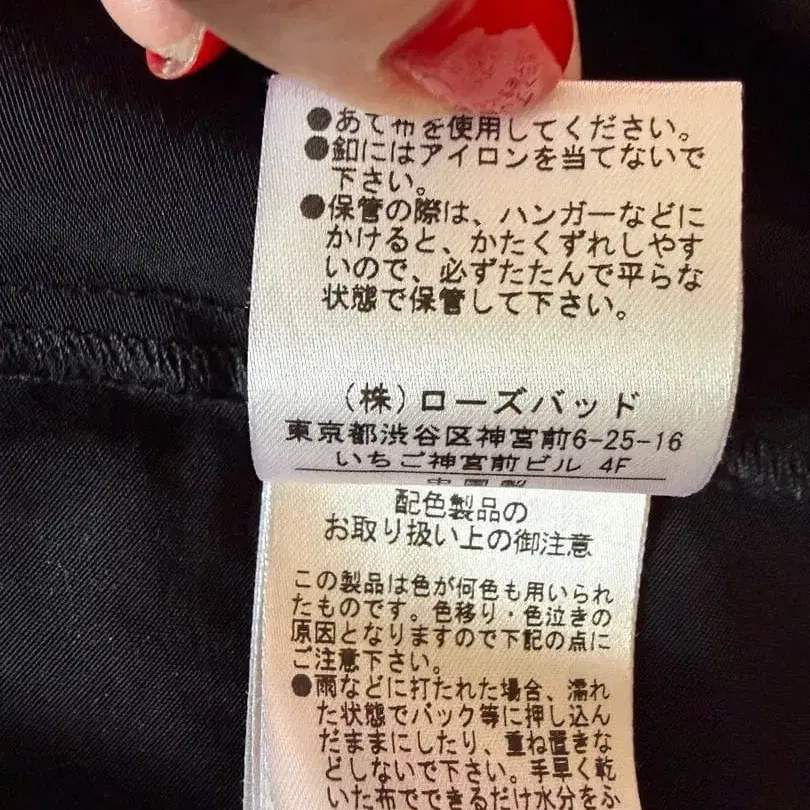 ●あて布を使用してください。
●釦にはアイロンを当てないで
下さい。
●保管の際は、ハンガーなどに
かけると、かたくずれしやす
いので、必ずたたんで平らな
状態で保管して下さい。
(株)ローズバッド
東京都渋谷区神宮前6-25-16
いちご神宮前ビル 4F
中国製
配色製品の
お取り扱い上の御注意
この製品は色が何色も用いられ
たものです。色移り・色泣きの
原因となりますので下記の点に
ご注意下さい。
●雨などに打たれた場合、濡れ
た状態でバック等に押し込ん
だままにしたり、重ね置きな
どしないで下さい。手早く乾
いた布でできるだけ水分をふ